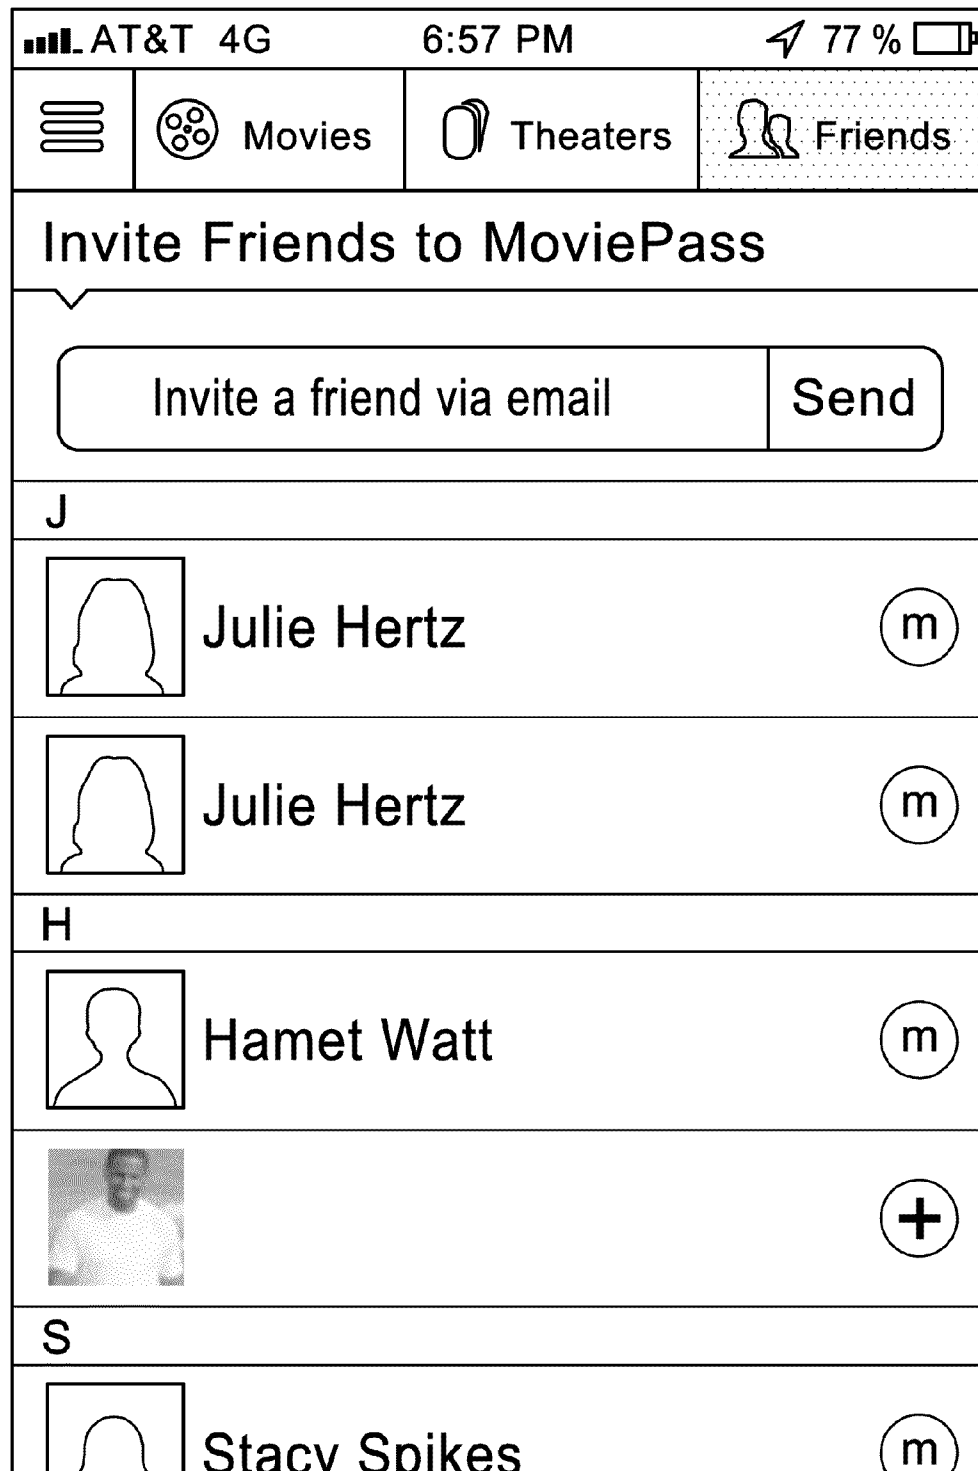 AT&T 4G 6:57 PM 77 %
Movies Theaters Friends
Invite Friends to MoviePass
Invite a friend via email Send
J
Julie Hertz m
Julie Hertz m
H
Hamet Watt m
+
S
Stacy Spikes m